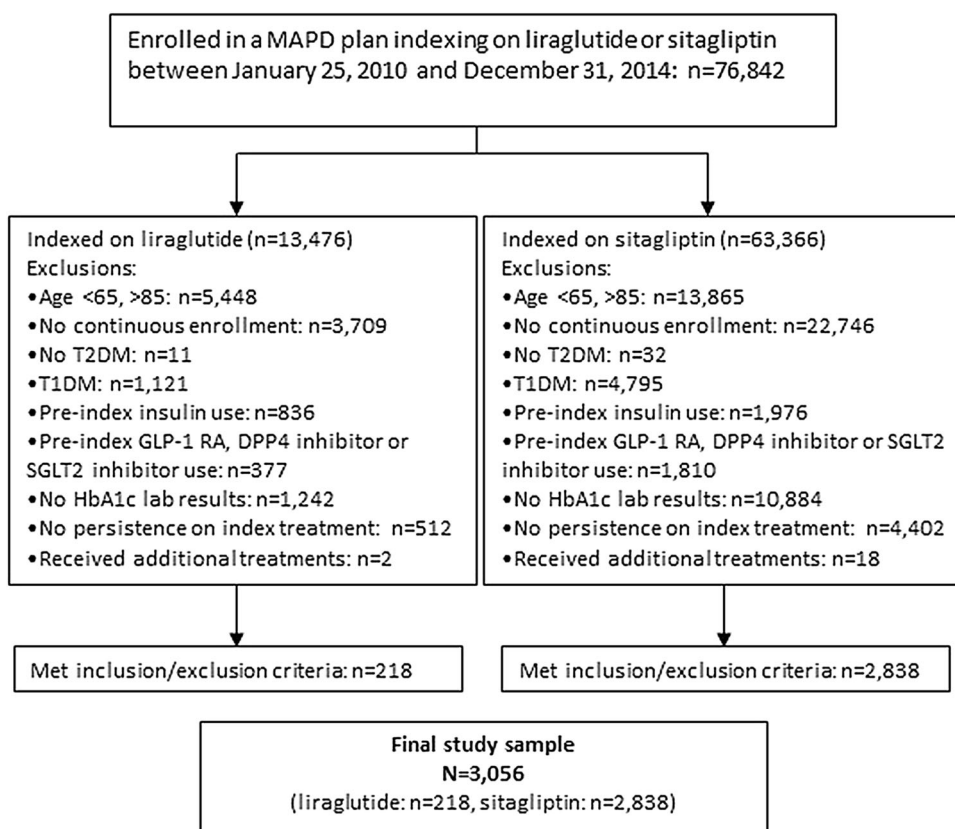 Enrolled in a MAPD plan indexing on liraglutide or sitagliptin
between January 25, 2010 and December 31, 2014: n=76,842
Indexed on liraglutide (n=13,476)
Exclusions:
•Age <65, >85: n=5,448
•No continuous enrollment: n=3,709
•No T2DM: n=11
•T1DM: n=1,121
•Pre-index insulin use: n=836
•Pre-index GLP-1 RA, DPP4 inhibitor or
SGLT2 inhibitor use: n=377
•No HbA1c lab results: n=1,242
•No persistence on index treatment: n=512
•Received additional treatments: n=2
Indexed on sitagliptin (n=63,366)
Exclusions:
•Age <65, >85: n=13,865
•No continuous enrollment: n=22,746
•No T2DM: n=32
•T1DM: n=4,795
•Pre-index insulin use: n=1,976
•Pre-index GLP-1 RA, DPP4 inhibitor or SGLT2
inhibitor use: n=1,810
•No HbA1c lab results: n=10,884
•No persistence on index treatment: n=4,402
•Received additional treatments: n=18
Met inclusion/exclusion criteria: n=218
Met inclusion/exclusion criteria: n=2,838
Final study sample
N=3,056
(liraglutide: n=218, sitagliptin: n=2,838)